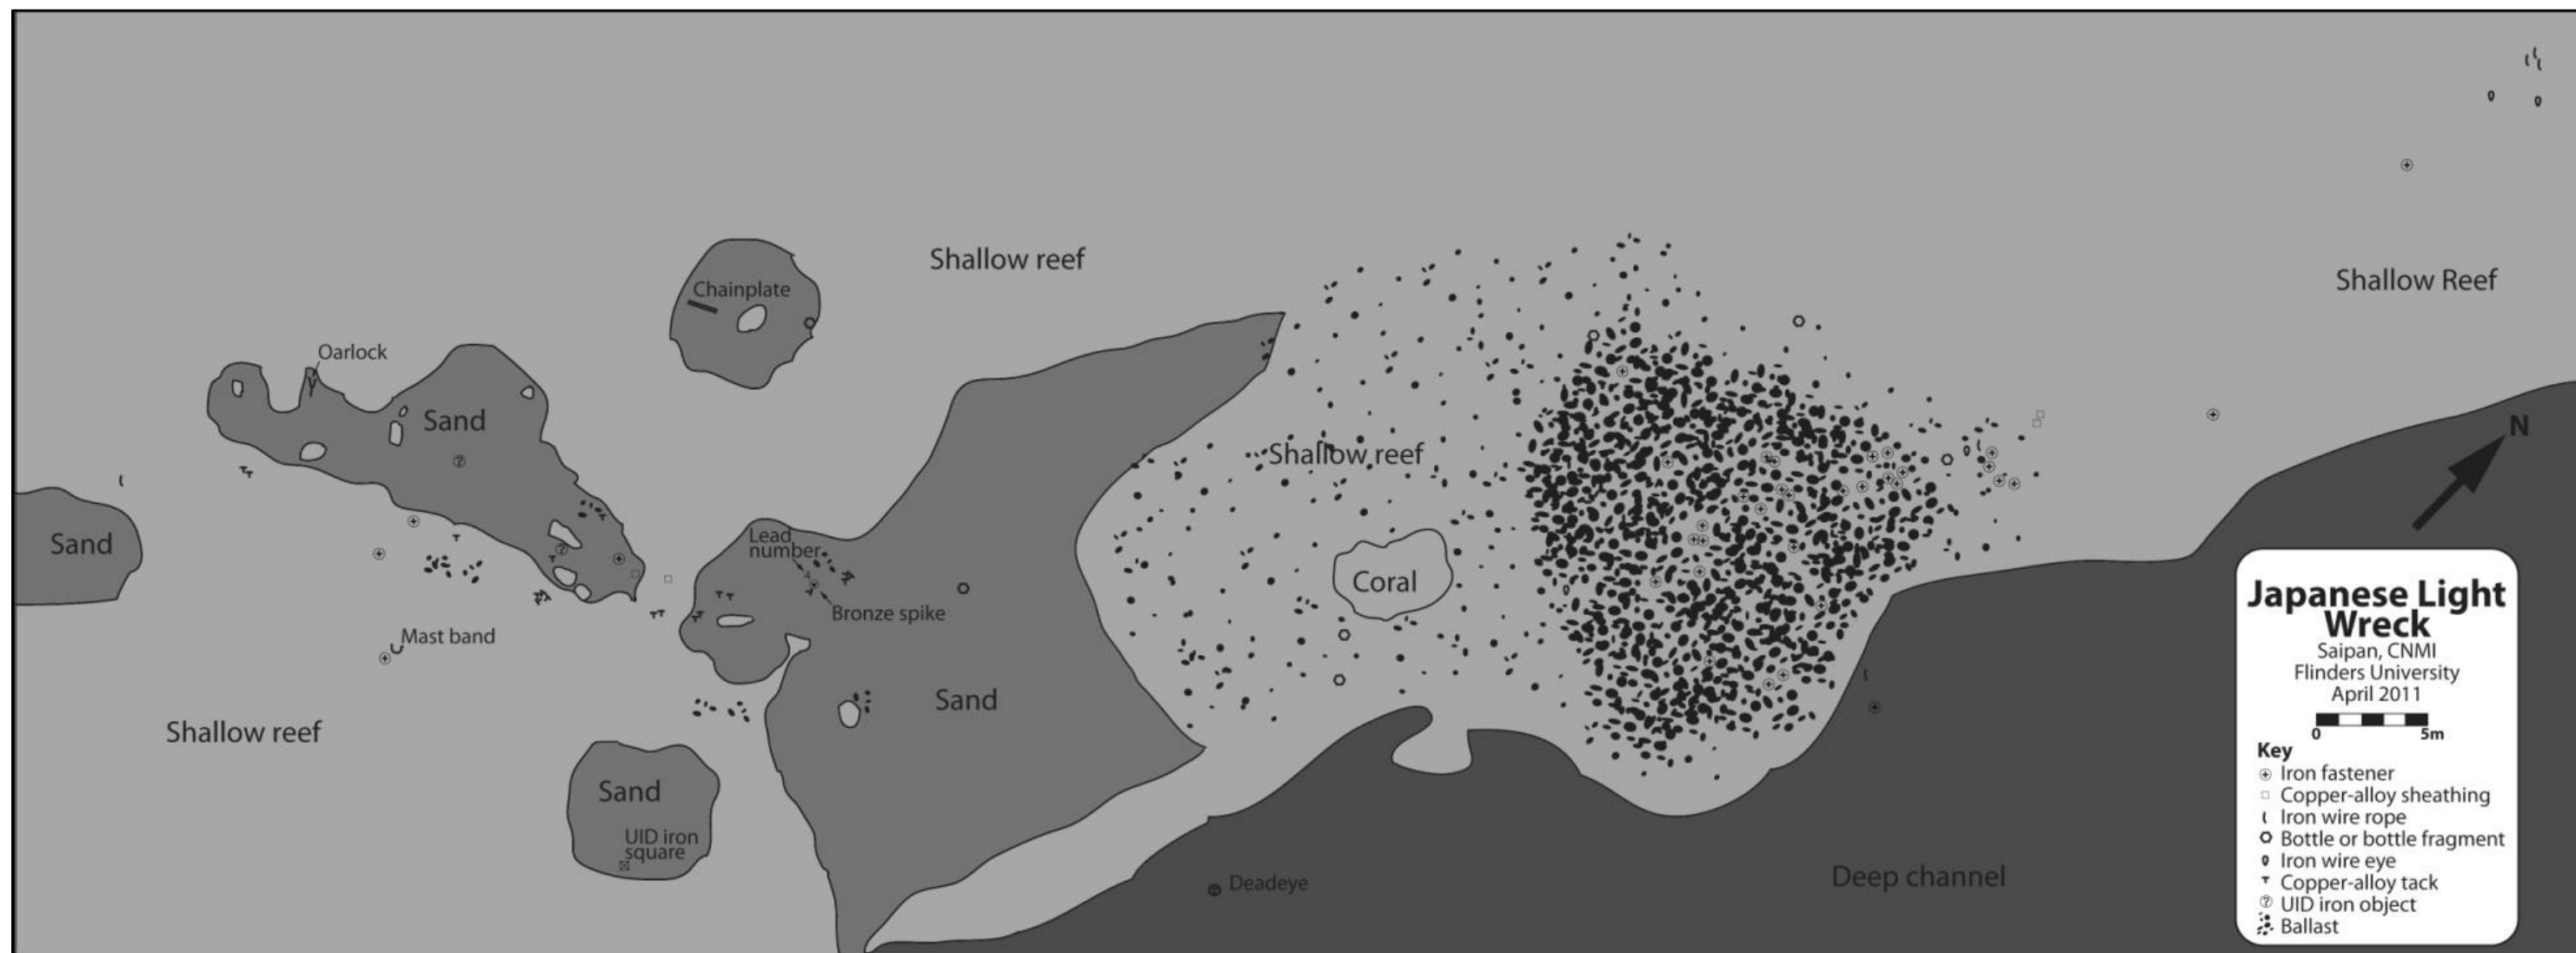 Shallow reef
Shallow Reef
Chainplate
Oarlock
Sand
N
Shallow reef
Sand
Lead
number
4
Coral
Bronze spike
Mast band
Sand
Shallow reef
Sand
UID iron
square
Deadeye
Deep channel
Japanese Light
Wreck
Saipan, CNMI
Flinders University
April 2011
0 5m
Key
Iron fastener
Copper-alloy sheathing
Iron wire rope
Bottle or bottle fragment
Iron wire eye
Copper-alloy tack
? UID iron object
Ballast